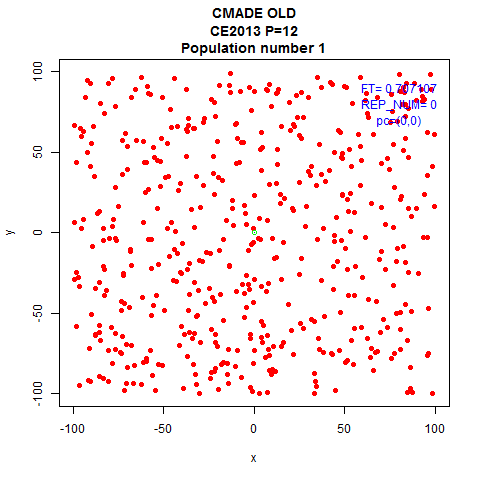 CMADE OLD
CE2013 P=12
Population number 1
FT= 0.707107
REP_NUM= 0
pop(0,0)
100
50
0
-50
-100
y
-100
-50
0
50
100
x